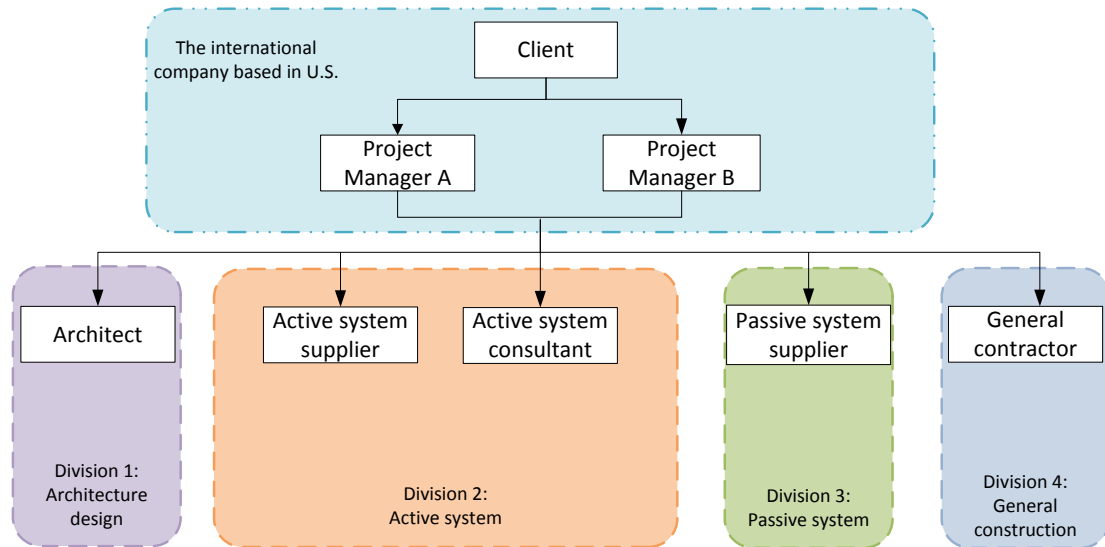 The international
company based in U.S.
Client
Project
Manager A
Project
Manager B
Architect
Active system
supplier
Active system
consultant
Passive system
supplier
General
contractor
Division 1:
Architecture
design
Division 2:
Active system
Division 3:
Passive system
Division 4:
General
construction